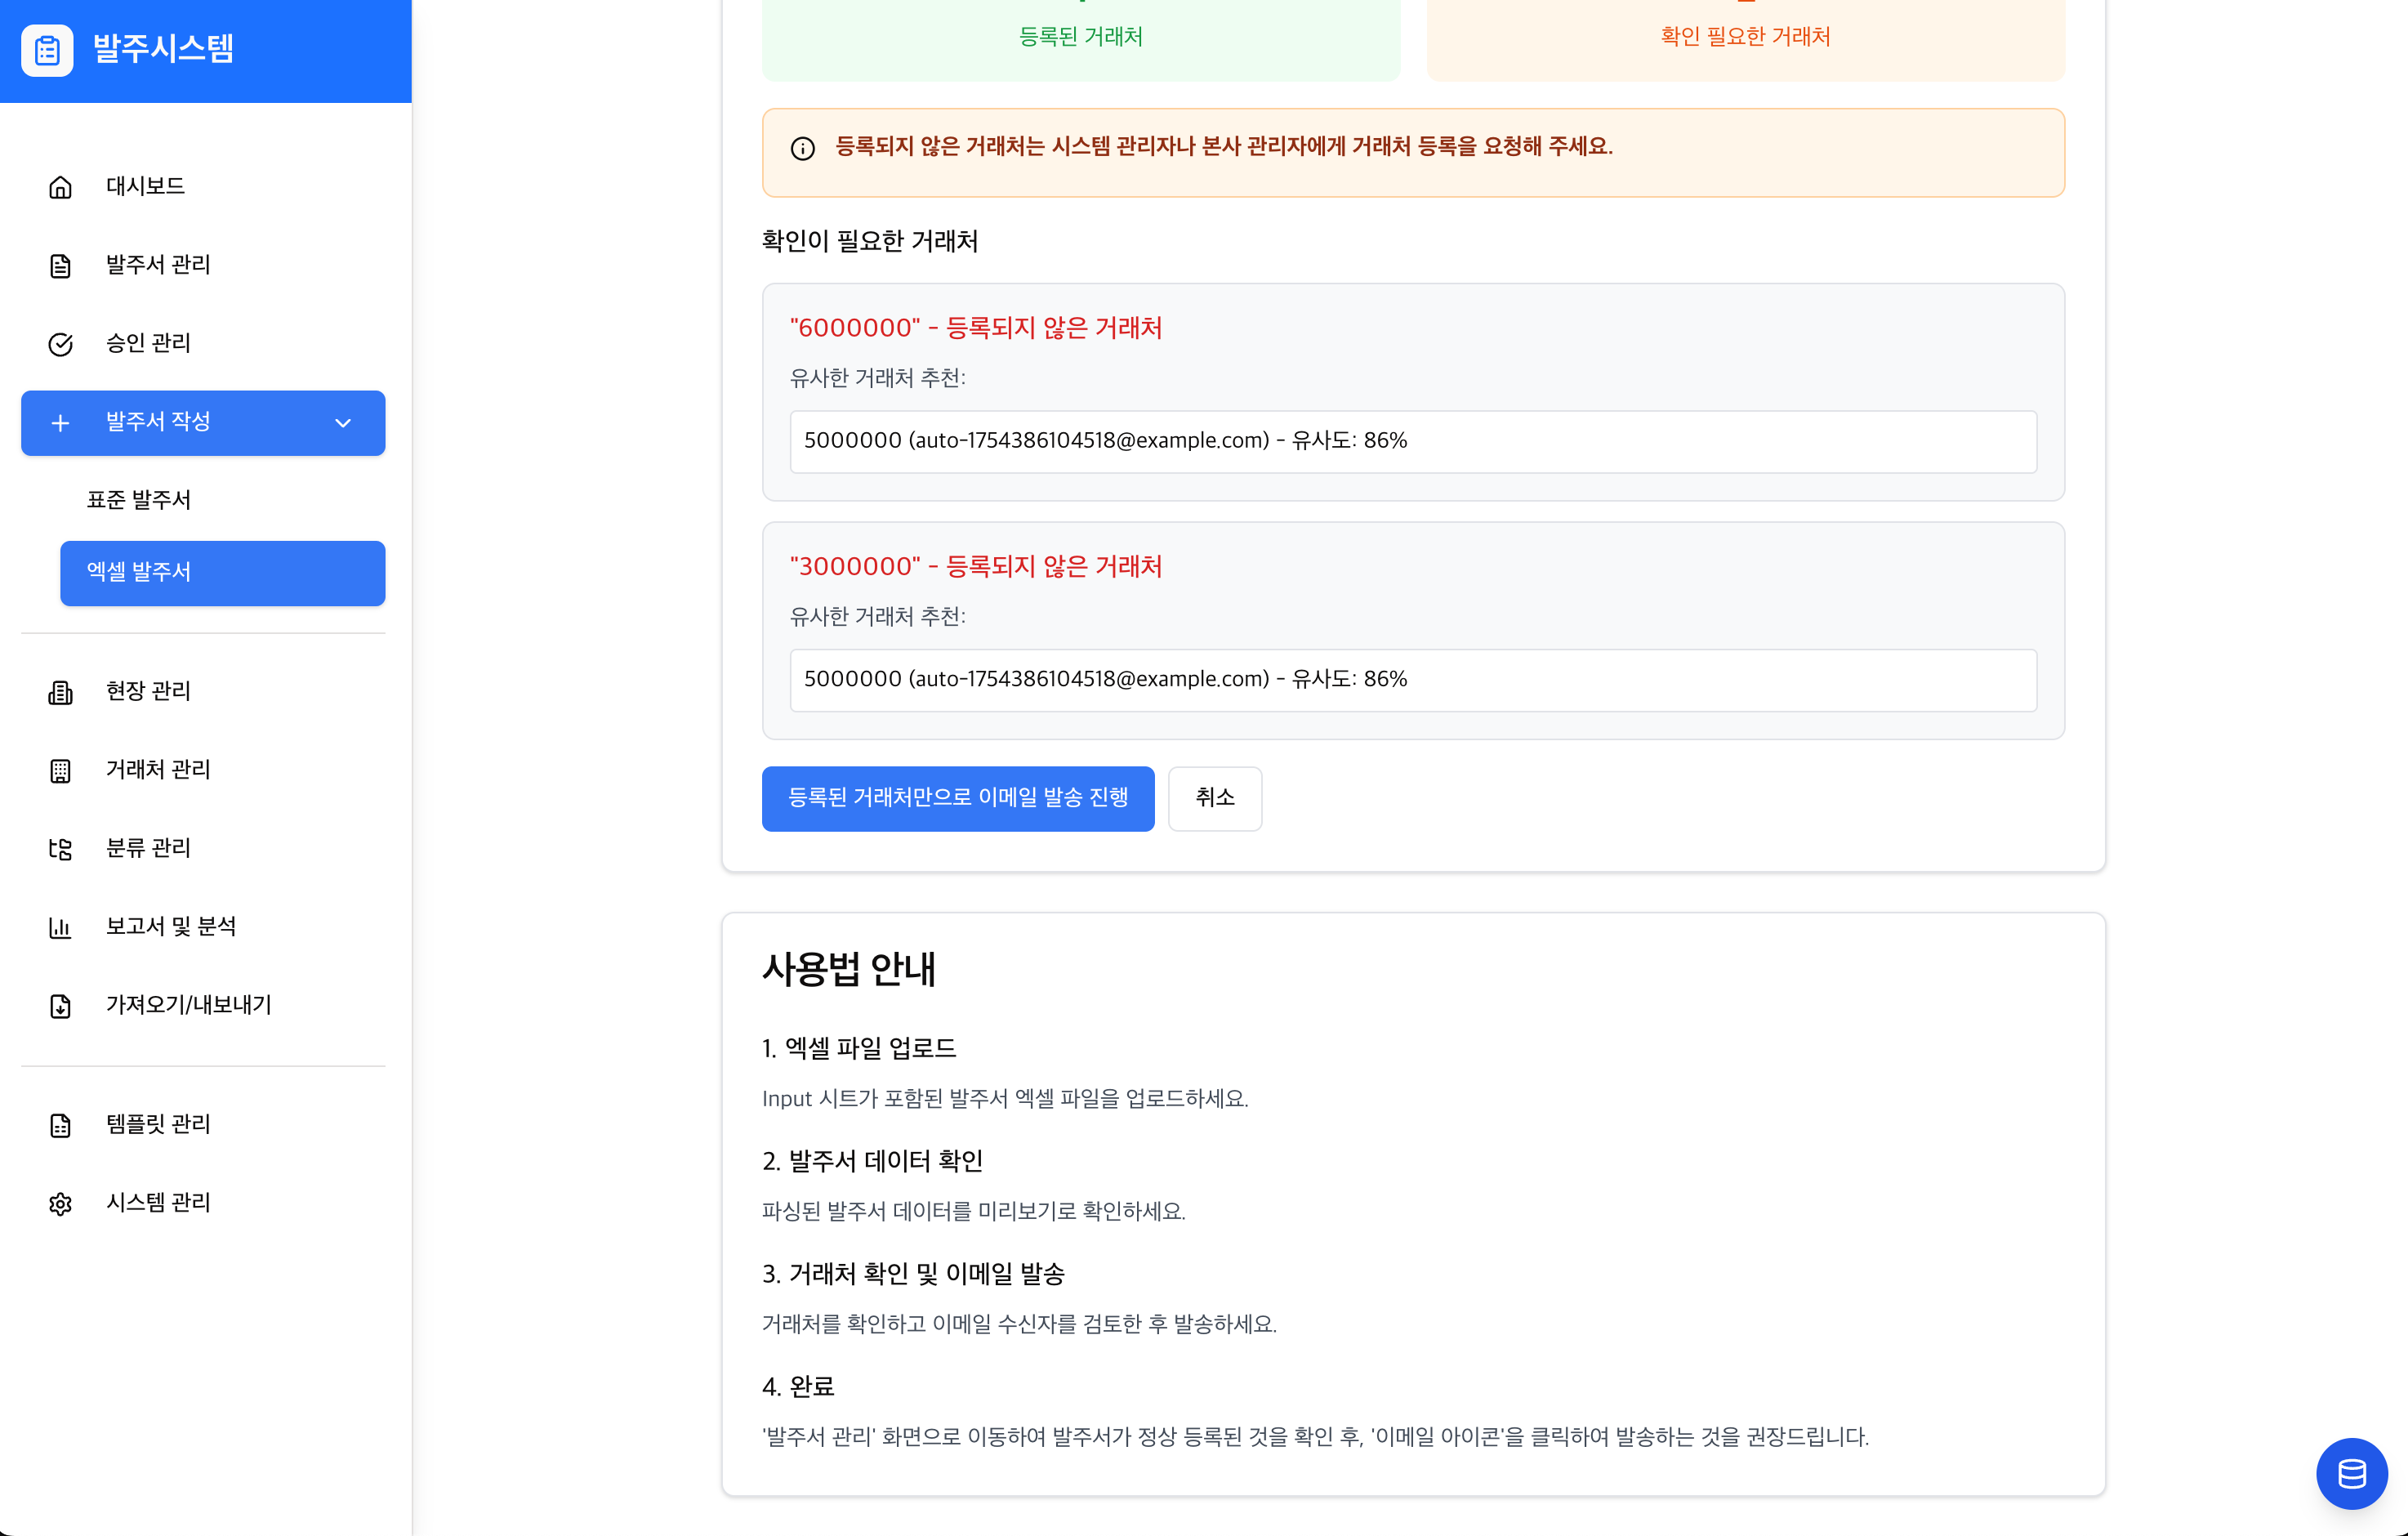 발주시스템
대시보드
발주서 관리
승인 관리
발주서 작성
표준 발주서
엑셀 발주서
현장 관리
거래처 관리
분류 관리
보고서 및 분석
가져오기/내보내기
템플릿 관리
시스템 관리
등록된 거래처
확인 필요한 거래처
등록되지 않은 거래처는 시스템 관리자나 본사 관리자에게 거래처 등록을 요청해 주세요.
확인이 필요한 거래처
"6000000" - 등록되지 않은 거래처
유사한 거래처 추천:
5000000 (auto-1754386104518@example.com) - 유사도: 86%
"3000000" - 등록되지 않은 거래처
유사한 거래처 추천:
5000000 (auto-1754386104518@example.com) - 유사도: 86%
등록된 거래처만으로 이메일 발송 진행
취소
사용법 안내
1. 엑셀 파일 업로드
Input 시트가 포함된 발주서 엑셀 파일을 업로드하세요.
2. 발주서 데이터 확인
파싱된 발주서 데이터를 미리보기로 확인하세요.
3. 거래처 확인 및 이메일 발송
거래처를 확인하고 이메일 수신자를 검토한 후 발송하세요.
4. 완료
'발주서 관리' 화면으로 이동하여 발주서가 정상 등록된 것을 확인 후, '이메일 아이콘'을 클릭하여 발송하는 것을 권장드립니다.